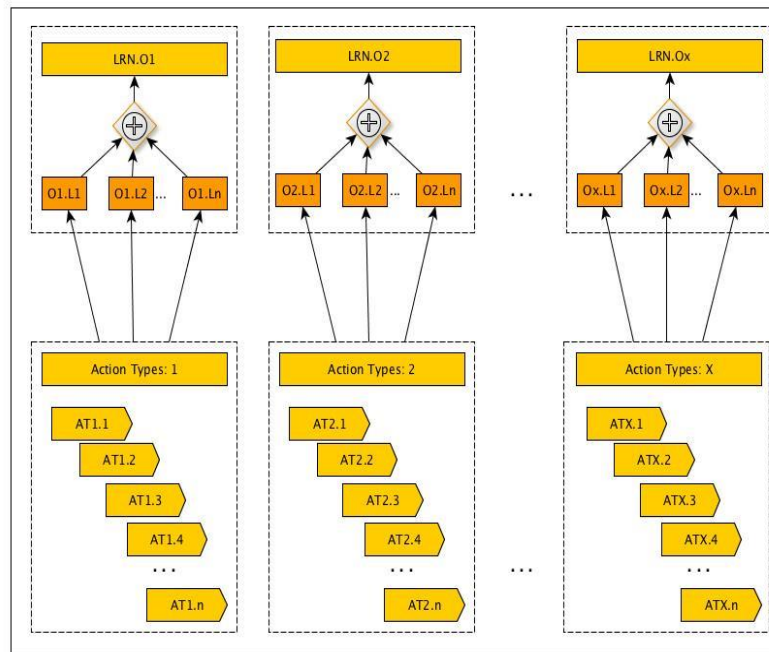 LRN.O1 LRN.O2 LRN.Ox
O1.L1 O1.L2 ... O1.Ln O2.L1 O2.L2 ... O2.Ln ... Ox.L1 Ox.L2 ... Ox.Ln
Action Types: 1 Action Types: 2 Action Types: X
AT1.1 AT2.1 ATX.1
AT1.2 AT2.2 ATX.2
AT1.3 AT2.3 ATX.3
AT1.4 AT2.4 ATX.4
... ... ... ...
AT1.n AT2.n ATX.n